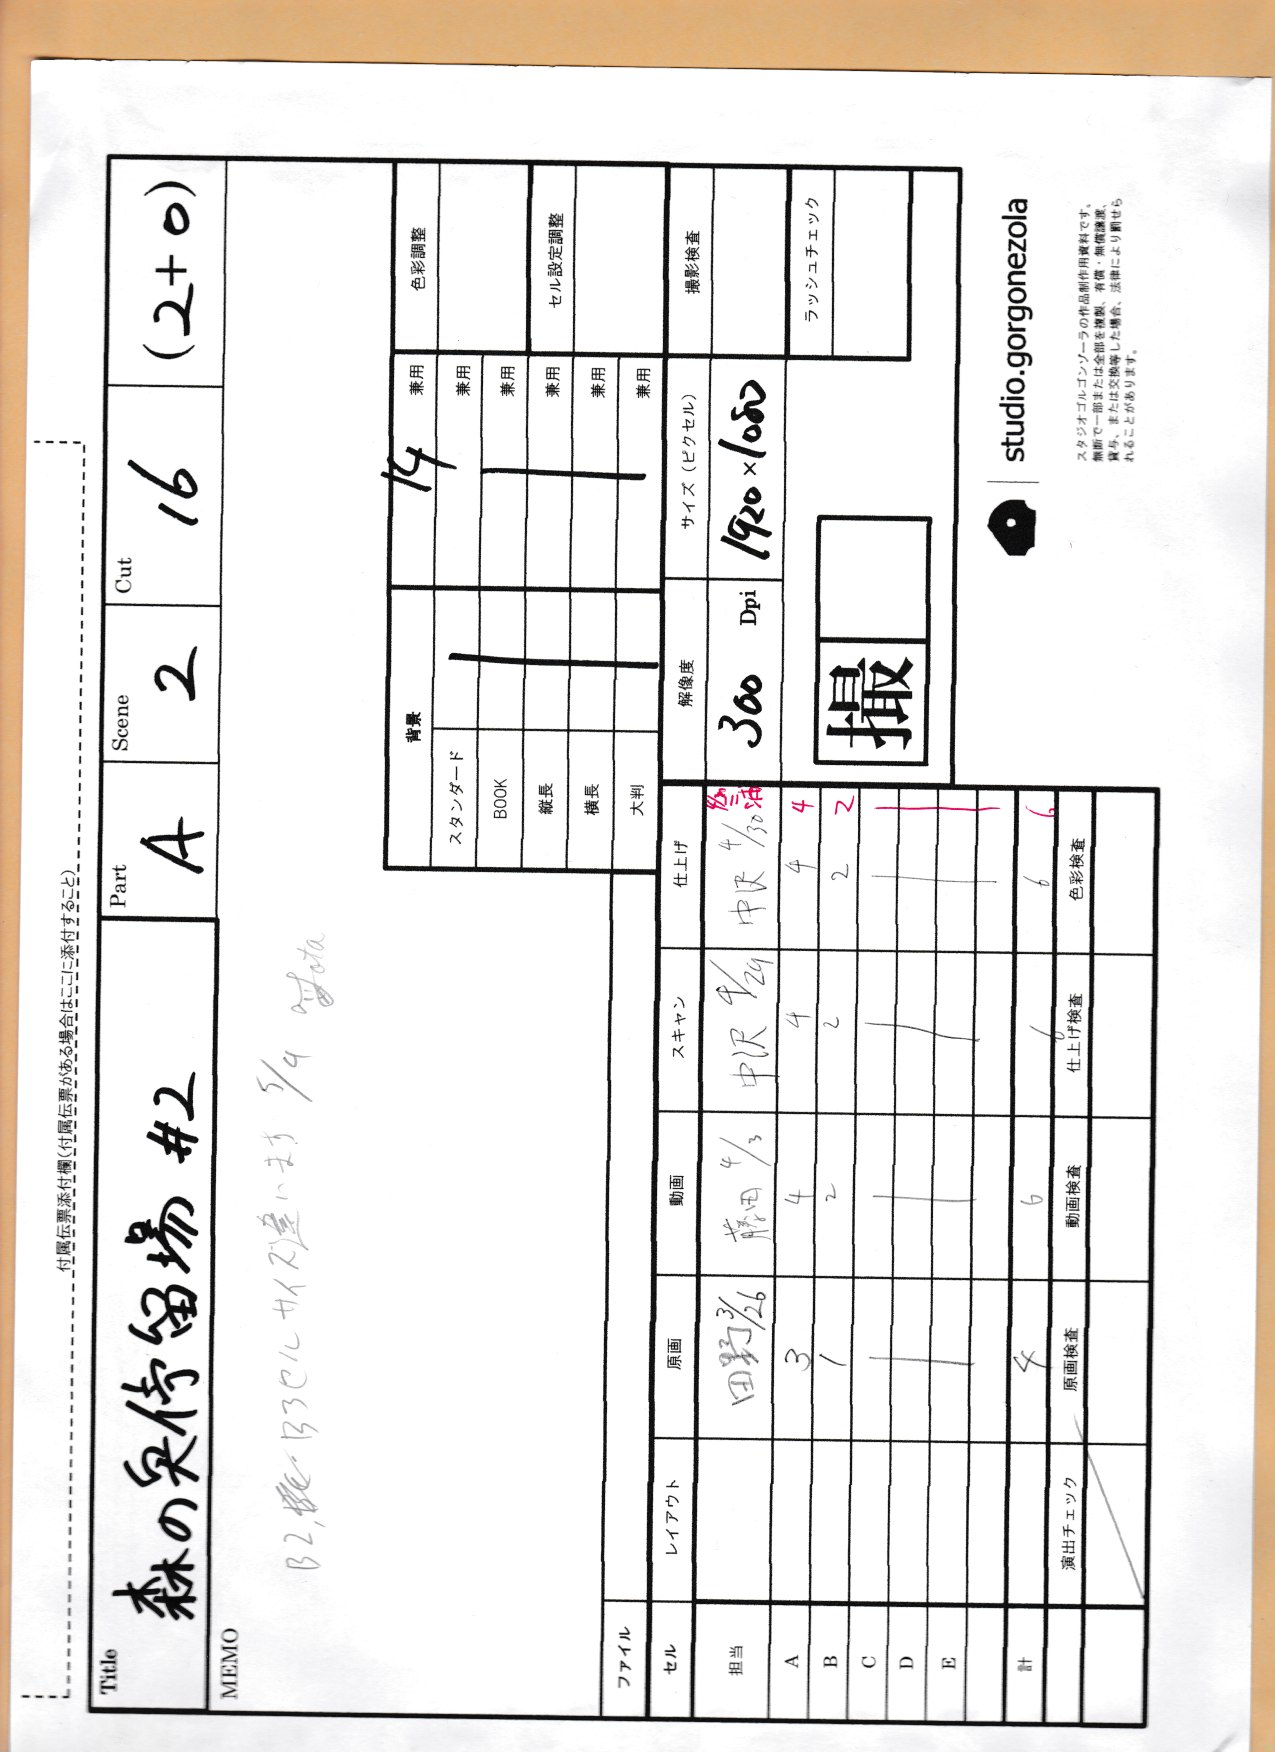 付属伝票添付欄(付属伝票がある場合はここに添付すること)
Title 森の兵停留場 #2
Part A
Scene 2
Cut 16
(2+0)
MEMO
B2, B3セル サイズ違います 5/9
背景 14 兼用
スタンダード 兼用
BOOK 兼用
縦長 兼用
横長 兼用
大判 兼用
色彩調整
セル設定調整
撮影検査
ラッシュチェック
ファイル
解像度 サイズ(ピクセル)
300 Dpi 1920×1080
撮
セル レイアウト 原画 動画 スキャン 仕上げ
担当 田野 3/26 藤田 4/3 中沢 4/29 中沢 4/30 三浦
A 3 4 4 4 4
B 1 2 2 2 2
C
D
E
計 4 6 6 6 6
演出チェック 原画検査 動画検査 仕上げ検査 色彩検査
studio.gorgonezola
スタジオゴルゴンゾーラの作品制作用資料です。
無断で一部または全部を複製、有償・無償譲渡、
貸与、または交換等した場合、法律により罰せら
れることがあります。